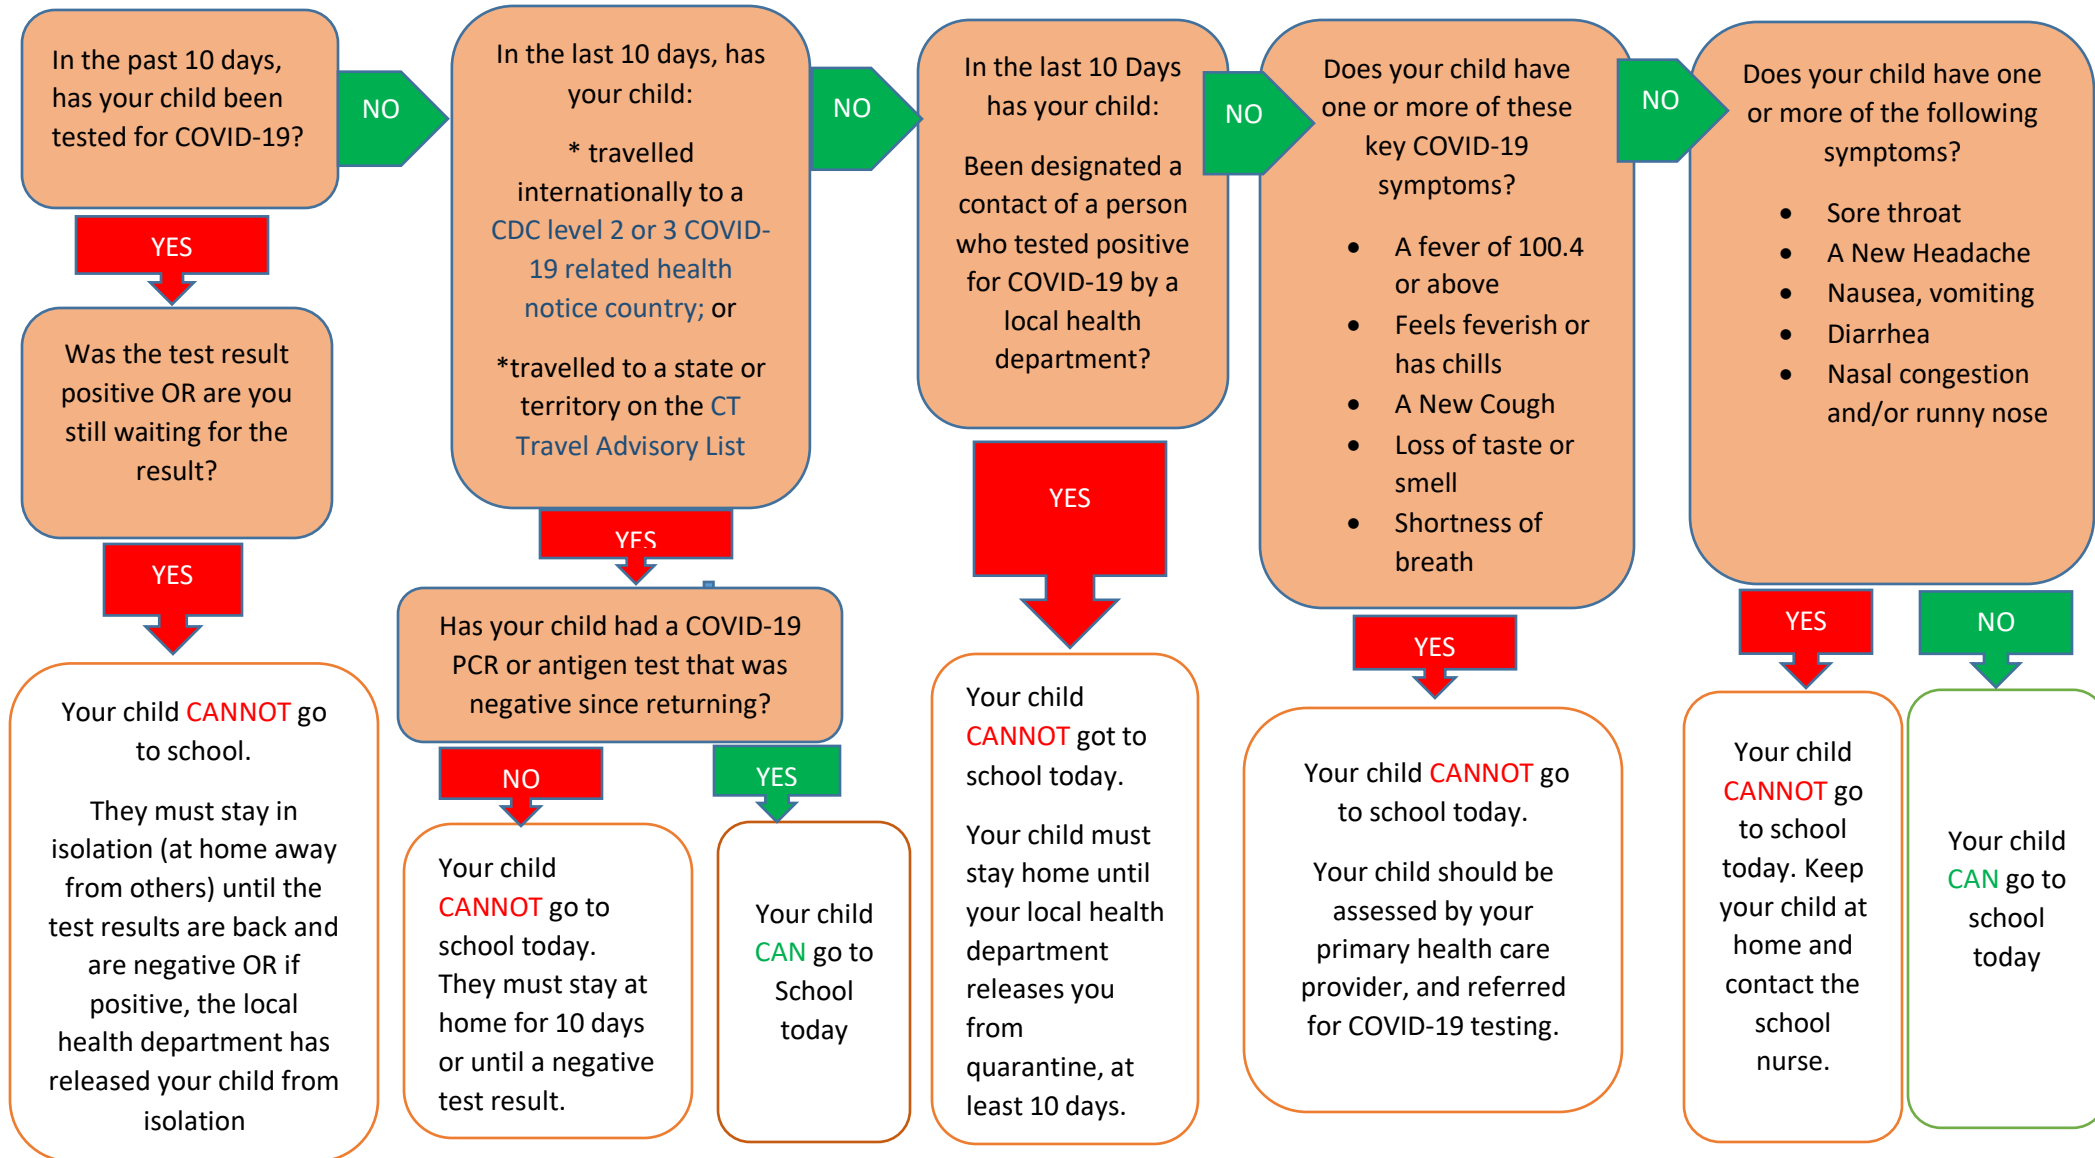 In the past 10 days,
has your child been
tested for COVID-19?
NO
YES
Was the test result
positive OR are you
still waiting for the
result?
YES
Your child CANNOT go
to school.
They must stay in
isolation (at home away
from others) until the
test results are back and
are negative OR if
positive, the local
health department has
released your child from
isolation
In the last 10 days, has
your child:
* travelled
internationally to a
CDC level 2 or 3 COVID-
19 related health
notice country; or
*travelled to a state or
territory on the CT
Travel Advisory List
NO
YES
Has your child had a COVID-19
PCR or antigen test that was
negative since returning?
NO
Your child
CANNOT go to
school today.
They must stay at
home for 10 days
or until a negative
test result.
YES
Your child
CAN go to
School
today
In the last 10 Days
has your child:
Been designated a
contact of a person
who tested positive
for COVID-19 by a
local health
department?
NO
YES
Your child
CANNOT got to
school today.
Your child must
stay home until
your local health
department
releases you
from
quarantine, at
least 10 days.
Does your child have
one or more of these
key COVID-19
symptoms?
• A fever of 100.4
or above
• Feels feverish or
has chills
• A New Cough
• Loss of taste or
smell
• Shortness of
breath
NO
YES
Your child CANNOT go
to school today.
Your child should be
assessed by your
primary health care
provider, and referred
for COVID-19 testing.
Does your child have one
or more of the following
symptoms?
• Sore throat
• A New Headache
• Nausea, vomiting
• Diarrhea
• Nasal congestion
and/or runny nose
YES
Your child
CANNOT go
to school
today. Keep
your child at
home and
contact the
school
nurse.
NO
Your child
CAN go to
school
today